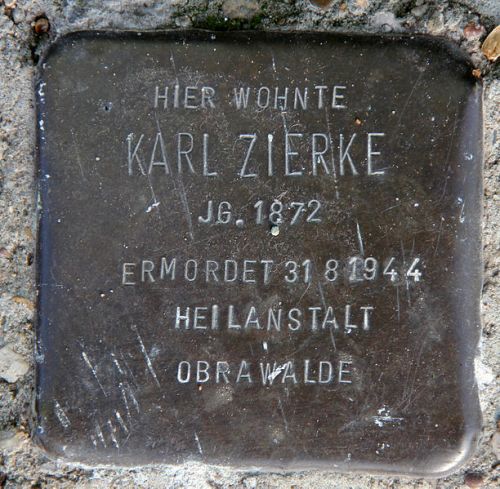 HIER WOHNTE
KARL ZIERKE
JG. 1872
ERMORDET 31 8 1944
HEILANSTALT
OBRAWALDE